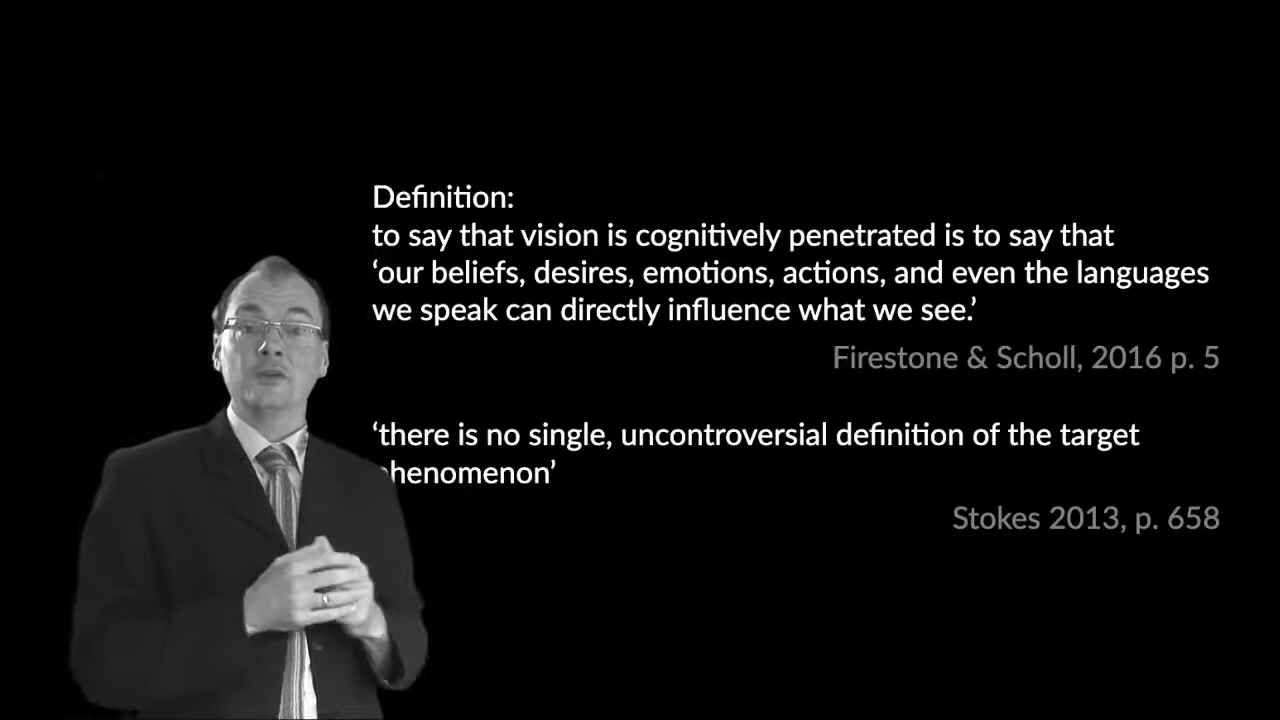 Definition:
to say that vision is cognitively penetrated is to say that
‘our beliefs, desires, emotions, actions, and even the languages
we speak can directly influence what we see.’
Firestone & Scholl, 2016 p. 5
‘there is no single, uncontroversial definition of the target
phenomenon’
Stokes 2013, p. 658